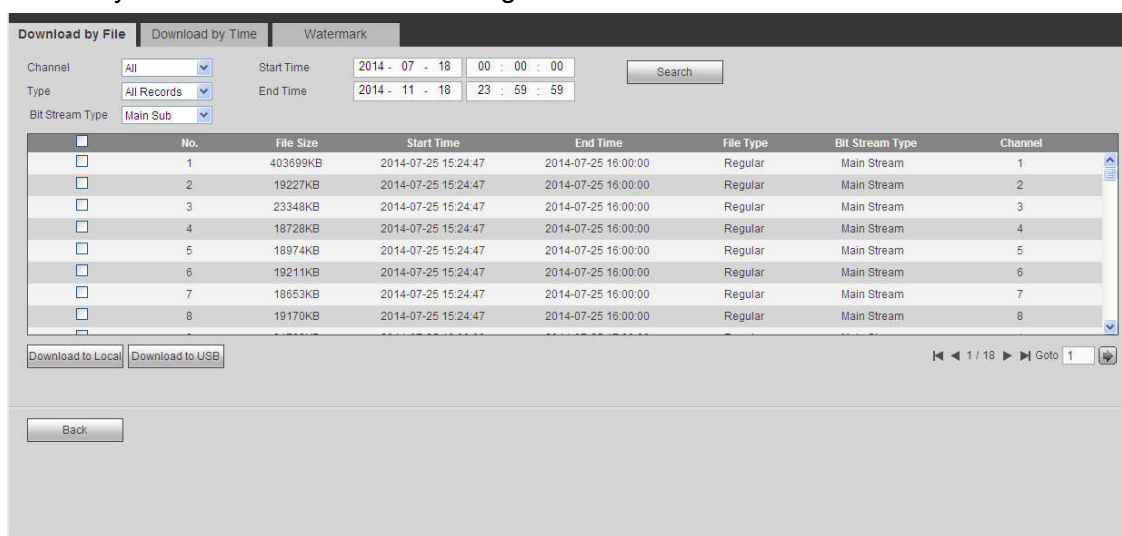 Download by File Download by Time Watermark
Channel All Start Time 2014 - 07 - 18 00 : 00 : 00 Search
Type All Records End Time 2014 - 11 - 18 23 : 59 : 59
Bit Stream Type Main Sub
No. File Size Start Time End Time File Type Bit Stream Type Channel
1 403699KB 2014-07-25 15:24:47 2014-07-25 16:00:00 Regular Main Stream 1
2 19227KB 2014-07-25 15:24:47 2014-07-25 16:00:00 Regular Main Stream 2
3 23348KB 2014-07-25 15:24:47 2014-07-25 16:00:00 Regular Main Stream 3
4 18728KB 2014-07-25 15:24:47 2014-07-25 16:00:00 Regular Main Stream 4
5 18974KB 2014-07-25 15:24:47 2014-07-25 16:00:00 Regular Main Stream 5
6 19211KB 2014-07-25 15:24:47 2014-07-25 16:00:00 Regular Main Stream 6
7 18653KB 2014-07-25 15:24:47 2014-07-25 16:00:00 Regular Main Stream 7
8 19170KB 2014-07-25 15:24:47 2014-07-25 16:00:00 Regular Main Stream 8
Download to Local Download to USB 1 / 18 Goto 1
Back